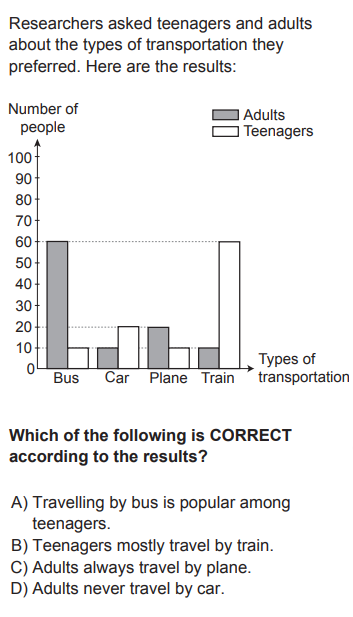 Researchers asked teenagers and adults
about the types of transportation they
preferred. Here are the results:
Number of
people
Adults
Teenagers
100
90
80
70
60
50
40
30
20
10
0
Bus
Car
Plane
Train
Types of
transportation
Which of the following is CORRECT
according to the results?
A) Travelling by bus is popular among
teenagers.
B) Teenagers mostly travel by train.
C) Adults always travel by plane.
D) Adults never travel by car.